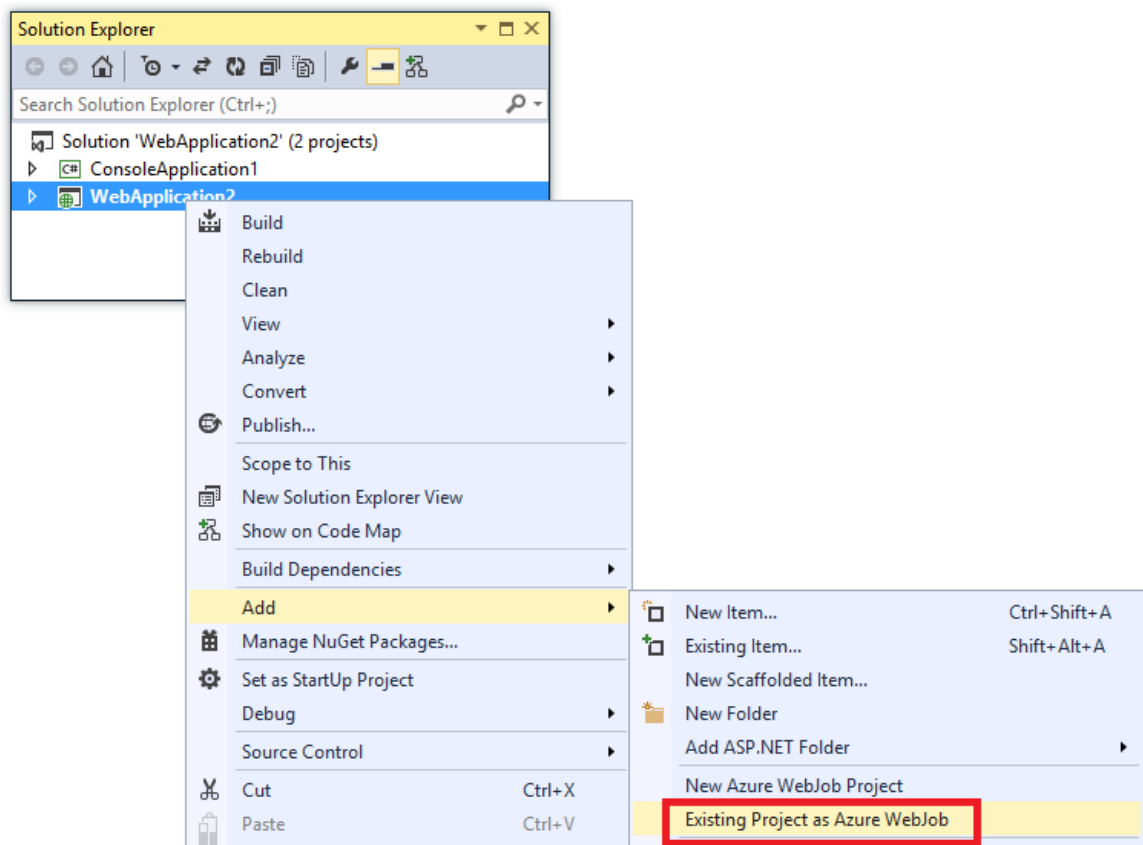 Solution Explorer
Search Solution Explorer (Ctrl+;)
Solution 'WebApplication2' (2 projects)
C# ConsoleApplication1
WebApplication2
Build
Rebuild
Clean
View
Analyze
Convert
Publish...
Scope to This
New Solution Explorer View
Show on Code Map
Build Dependencies
Add
Manage NuGet Packages...
Set as StartUp Project
Debug
Source Control
Cut Ctrl+X
Paste Ctrl+V
New Item... Ctrl+Shift+A
Existing Item... Shift+Alt+A
New Scaffolded Item...
New Folder
Add ASP.NET Folder
New Azure WebJob Project
Existing Project as Azure WebJob